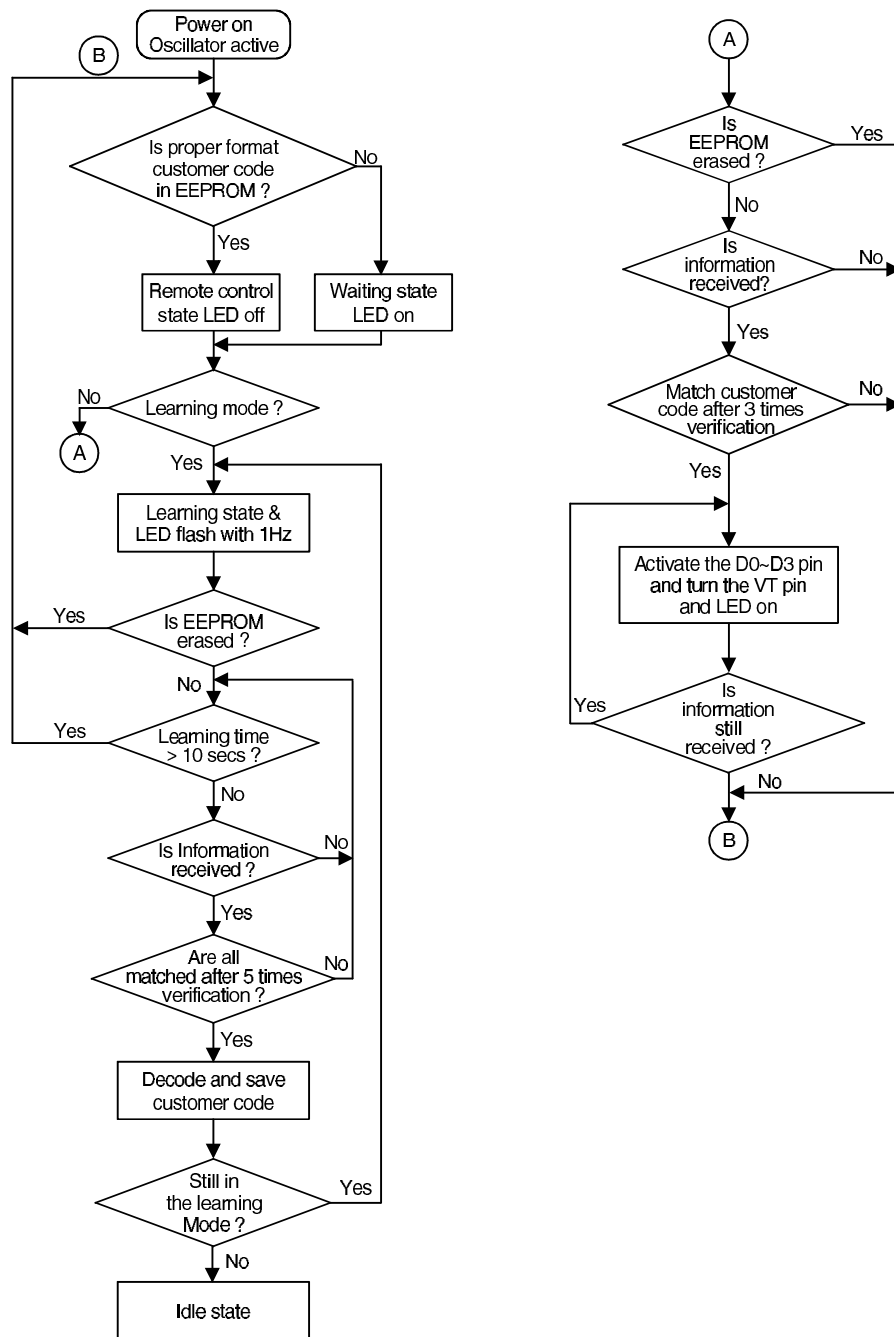 Power on
Oscillator active
B
Is proper format
customer code
in EEPROM ?
No
Yes
Remote control
state LED off
Waiting state
LED on
No
Learning mode ?
A
Yes
Learning state &
LED flash with 1Hz
Yes
Is EEPROM
erased ?
No
Yes
Learning time
> 10 secs ?
No
Is Information
received ?
No
Yes
Are all
matched after 5 times
verification ?
No
Yes
Decode and save
customer code
Still in
the learning
Mode ?
Yes
No
Idle state
A
Is
EEPROM
erased ?
Yes
No
Is
information
received?
No
Yes
Match customer
code after 3 times
verification
No
Yes
Activate the D0~D3 pin
and turn the VT pin
and LED on
Is
information
still
received ?
Yes
No
B